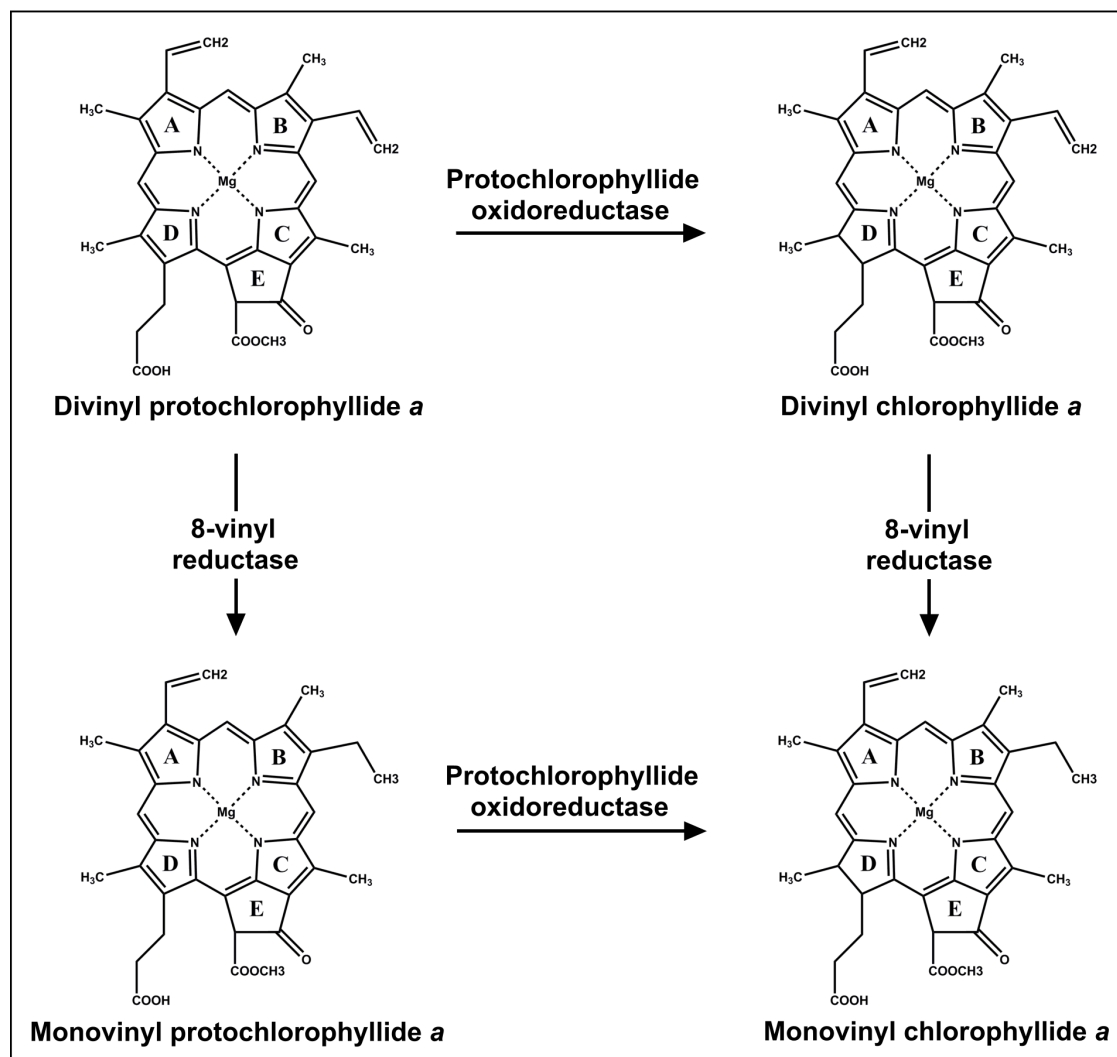 CH2
CH₃
H₃C
A
B
CH2
N
N
Mg
N
N
H₃C
D
C
CH₃
E
O
COOCH3
COOH
Divinyl protochlorophyllide a
Protochlorophyllide
oxidoreductase
CH2
CH₃
H₃C
A
B
CH2
N
N
Mg
N
N
H₃C
D
C
CH₃
E
O
COOCH3
COOH
Divinyl chlorophyllide a
8-vinyl
reductase
8-vinyl
reductase
CH2
CH₃
H₃C
A
B
CH3
N
N
Mg
N
N
H₃C
D
C
CH₃
E
O
COOCH3
COOH
Monovinyl protochlorophyllide a
Protochlorophyllide
oxidoreductase
CH2
CH₃
H₃C
A
B
CH3
N
N
Mg
N
N
H₃C
D
C
CH₃
E
O
COOCH3
COOH
Monovinyl chlorophyllide a